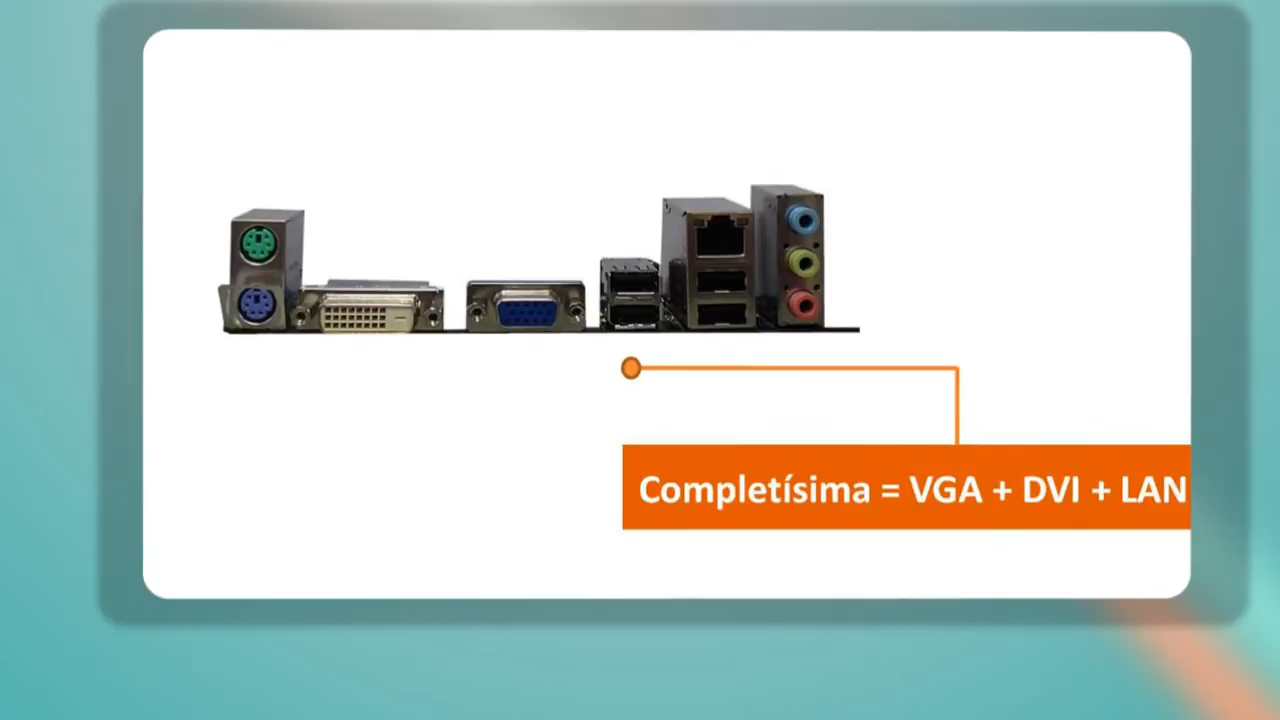 Completísima = VGA + DVI + LAN